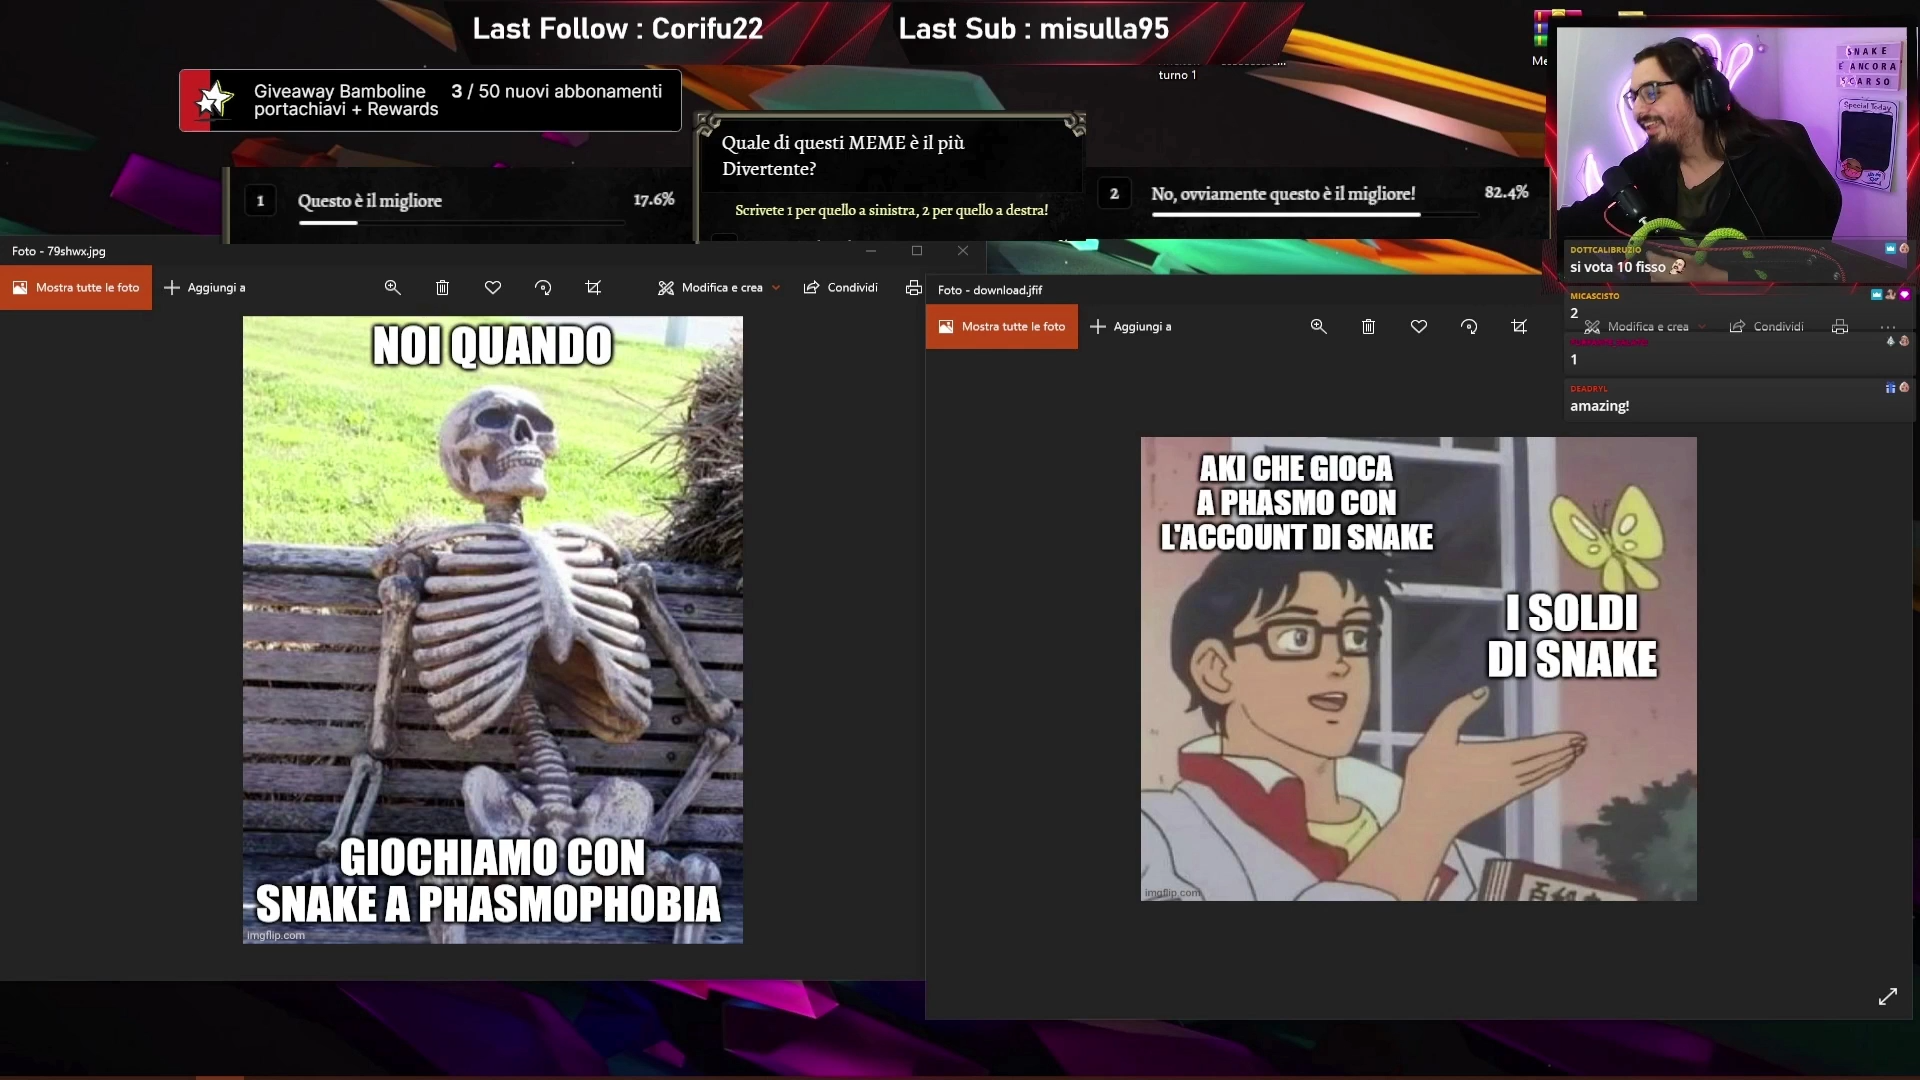 Last Follow : Corifu22
Last Sub : misulla95
Me
turno 1
SNAKE
E ANCORA
SCARSO
Special Today
Giveaway Bamboline
portachiavi + Rewards
3 / 50 nuovi abbonamenti
Quale di questi MEME è il più
Divertente?
Scrivete 1 per quello a sinistra, 2 per quello a destra!
1
Questo è il migliore
17.6%
2
No, ovviamente questo è il migliore!
82.4%
DOTTCALIBRUZIO
si vota 10 fisso
MICASCISTO
2
1
DEADRYL
amazing!
Foto - 79shwx.jpg
Mostra tutte le foto
Aggiungi a
Modifica e crea
Condividi
NOI QUANDO
GIOCHIAMO CON
SNAKE A PHASMOPHOBIA
imgflip.com
Foto - download.jfif
Mostra tutte le foto
Aggiungi a
Modifica e crea
Condividi
AKI CHE GIOCA
A PHASMO CON
L'ACCOUNT DI SNAKE
I SOLDI
DI SNAKE
imgflip.com